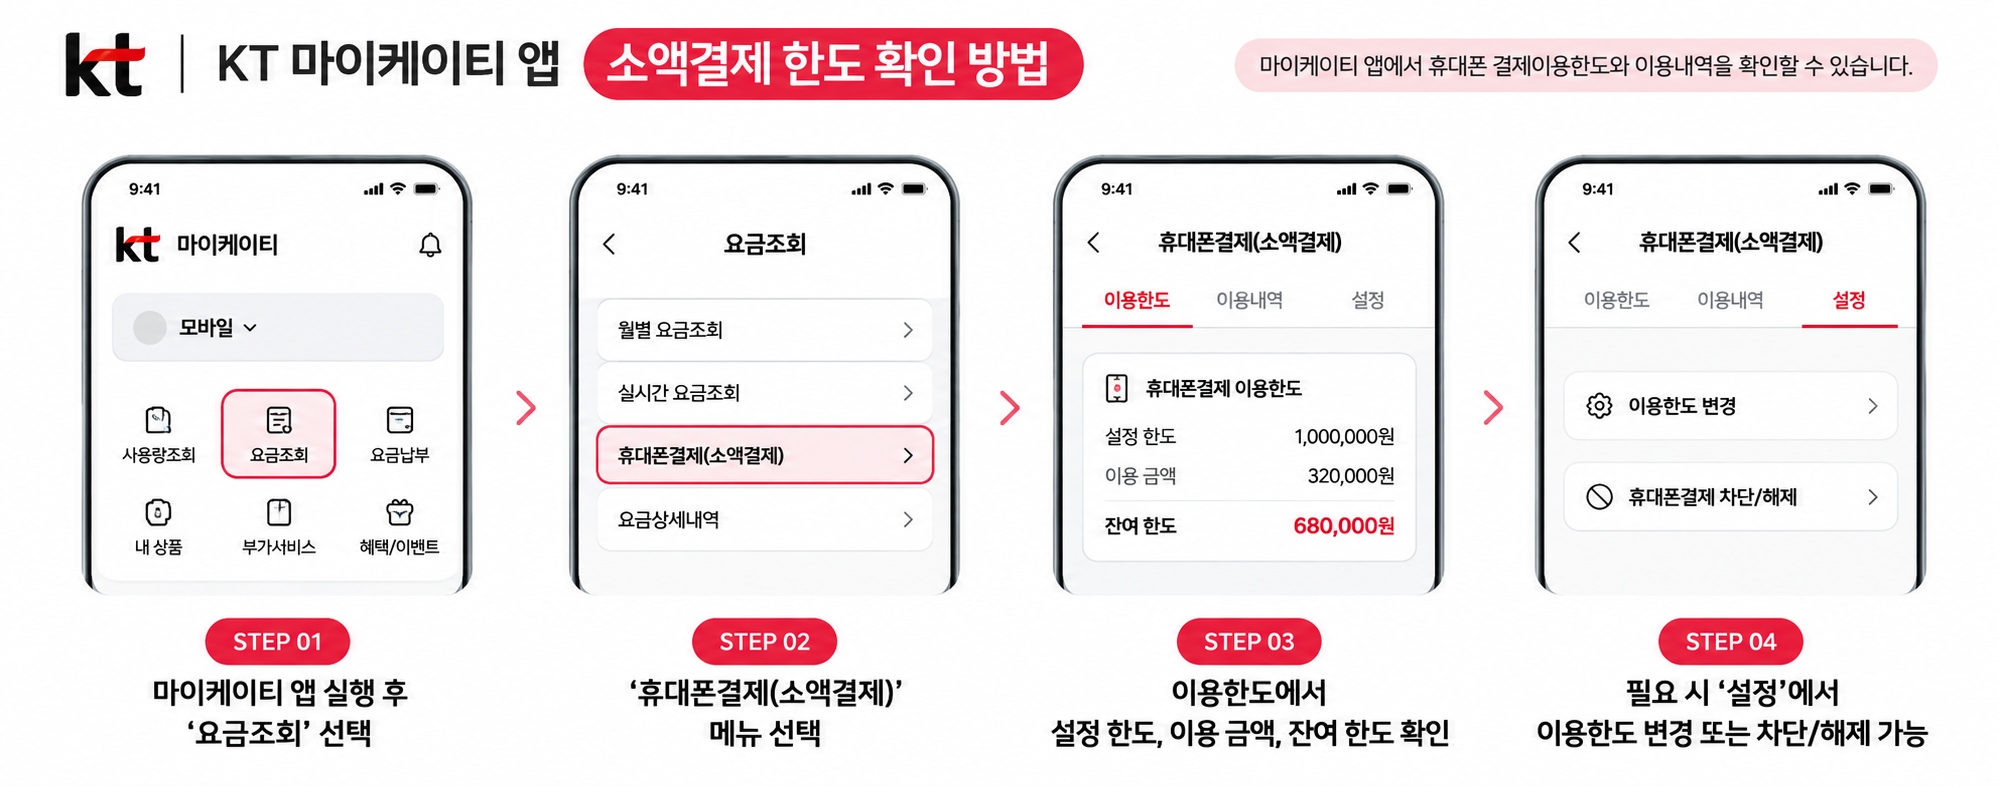 kt
KT 마이케이티 앱 소액결제 한도 확인 방법
마이케이티 앱에서 휴대폰 결제이용한도와 이용내역을 확인할 수 있습니다.
9:41
kt 마이케이티
모바일
사용량조회 요금조회 요금납부
내 상품 부가서비스 혜택/이벤트
STEP 01
마이케이티 앱 실행 후
‘요금조회’ 선택
9:41
요금조회
월별 요금조회
실시간 요금조회
휴대폰결제(소액결제)
요금상세내역
STEP 02
‘휴대폰결제(소액결제)’
메뉴 선택
9:41
휴대폰결제(소액결제)
이용한도 이용내역 설정
휴대폰결제 이용한도
설정 한도 1,000,000원
이용 금액 320,000원
잔여 한도 680,000원
STEP 03
이용한도에서
설정 한도, 이용 금액, 잔여 한도 확인
9:41
휴대폰결제(소액결제)
이용한도 이용내역 설정
이용한도 변경
휴대폰결제 차단/해제
STEP 04
필요 시 ‘설정’에서
이용한도 변경 또는 차단/해제 가능